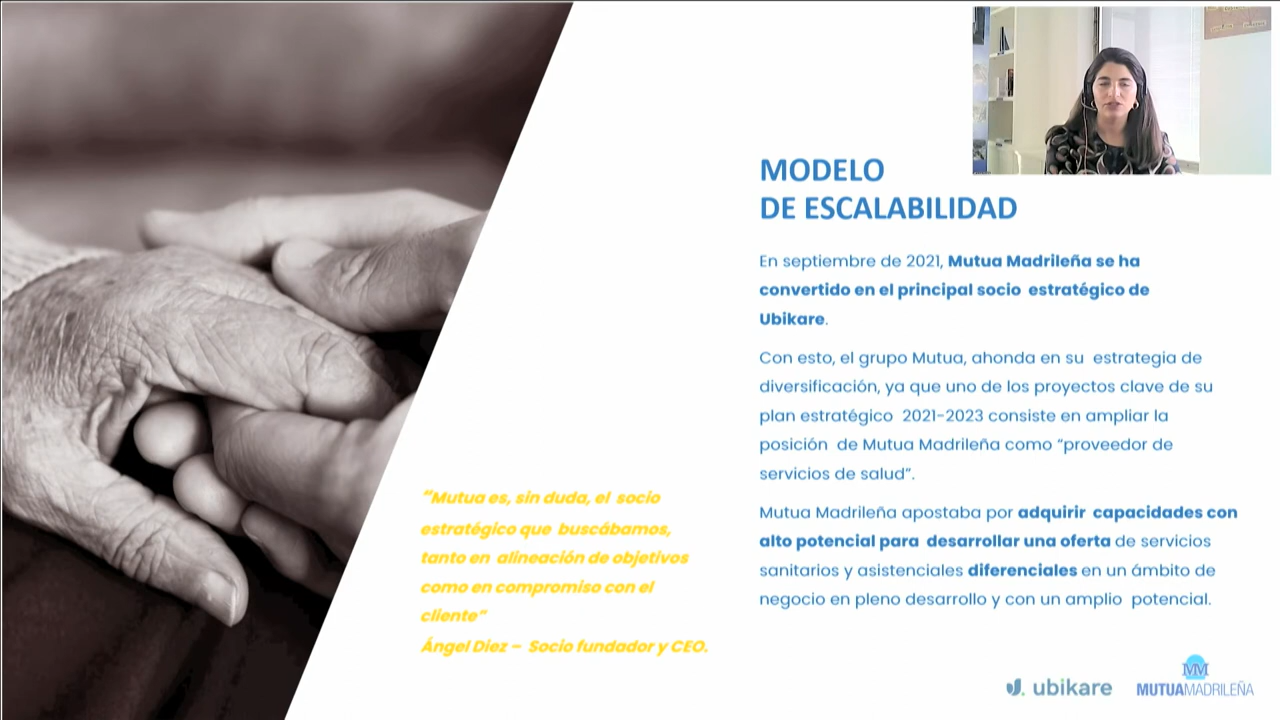 MODELO
DE ESCALABILIDAD
En septiembre de 2021, Mutua Madrileña se ha
convertido en el principal socio estratégico de
Ubikare.
Con esto, el grupo Mutua, ahonda en su estrategia de
diversificación, ya que uno de los proyectos clave de su
plan estratégico 2021-2023 consiste en ampliar la
posición de Mutua Madrileña como “proveedor de
servicios de salud”.
Mutua Madrileña apostaba por adquirir capacidades con
alto potencial para desarrollar una oferta de servicios
sanitarios y asistenciales diferenciales en un ámbito de
negocio en pleno desarrollo y con un amplio potencial.
“Mutua es, sin duda, el socio
estratégico que buscábamos,
tanto en alineación de objetivos
como en compromiso con el
cliente”
Ángel Diez – Socio fundador y CEO.
ubikare
MM
MUTUAMADRILEÑA